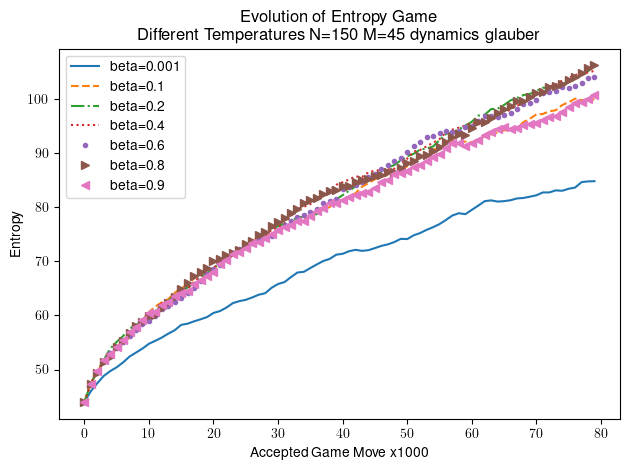 Evolution of Entropy Game
Different Temperatures N=150 M=45 dynamics glauber
beta=0.001
beta=0.1
beta=0.2
beta=0.4
beta=0.6
beta=0.8
beta=0.9
Entropy
100
90
80
70
60
50
0 10 20 30 40 50 60 70 80
Accepted Game Move x1000